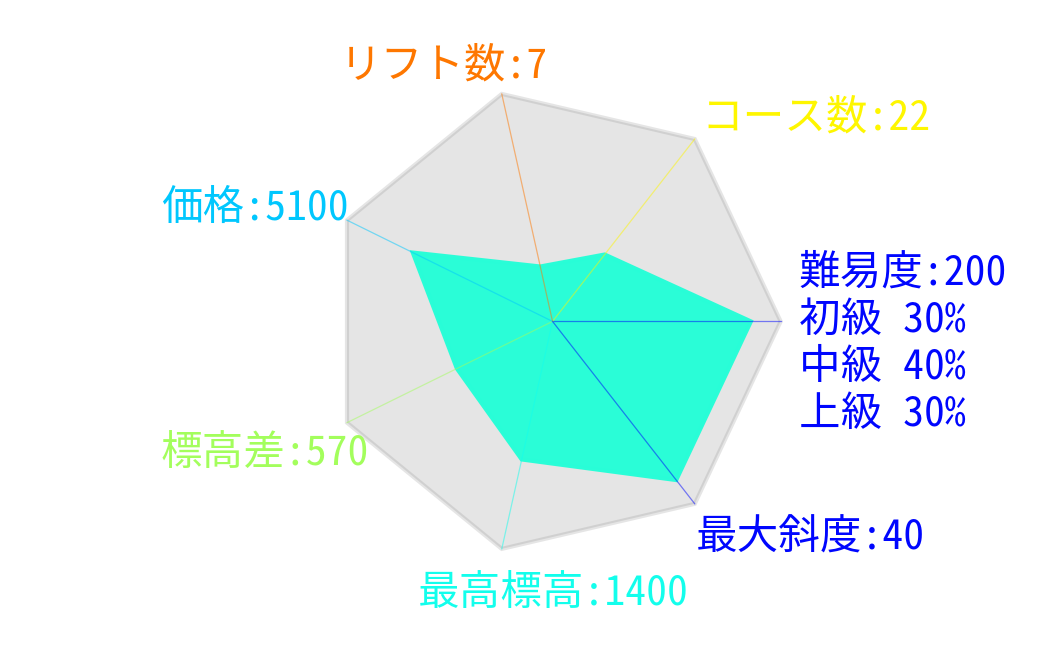 リフト数:7
コース数:22
価格:5100
難易度:200
初級 30%
中級 40%
上級 30%
標高差:570
最大斜度:40
最高標高:1400